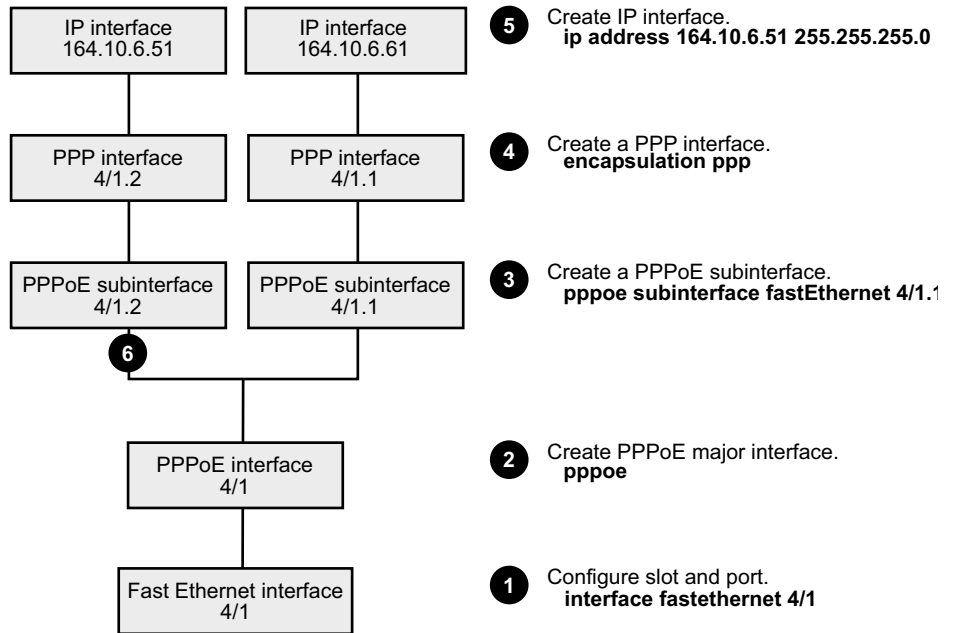 IP interface
164.10.6.51
IP interface
164.10.6.61
5
Create IP interface.
ip address 164.10.6.51 255.255.255.0
PPP interface
4/1.2
PPP interface
4/1.1
4
Create a PPP interface.
encapsulation ppp
PPPoE subinterface
4/1.2
PPPoE subinterface
4/1.1
3
Create a PPPoE subinterface.
pppoe subinterface fastEthernet 4/1.1
6
PPPoE interface
4/1
2
Create PPPoE major interface.
pppoe
Fast Ethernet interface
4/1
1
Configure slot and port.
interface fastethernet 4/1